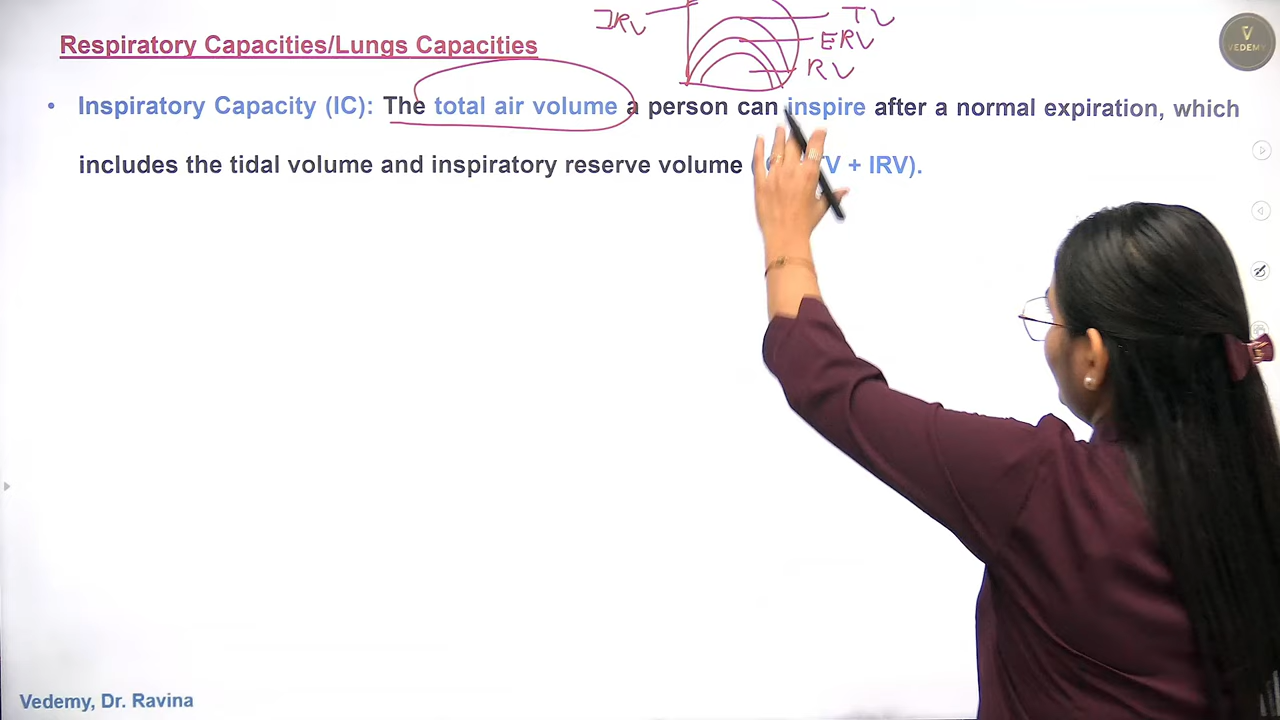 IRV
TV
ERV
RV
VEDEMY
Respiratory Capacities/Lungs Capacities
• Inspiratory Capacity (IC): The total air volume a person can inspire after a normal expiration, which
includes the tidal volume and inspiratory reserve volume + IRV).
Vedemy, Dr. Ravina